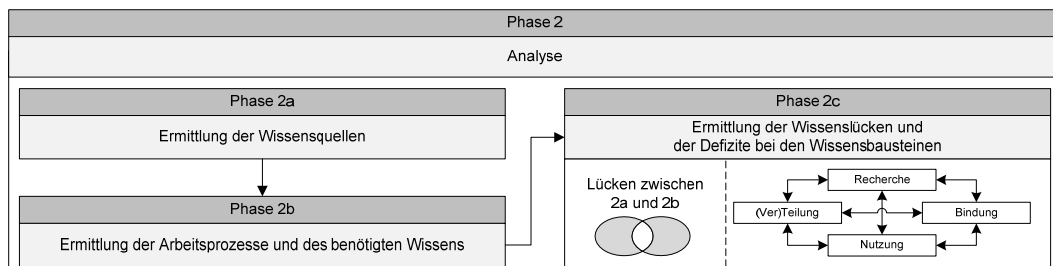 Phase 2
Analyse
Phase 2a
Ermittlung der Wissensquellen
Phase 2b
Ermittlung der Arbeitsprozesse und des benötigten Wissens
Phase 2c
Ermittlung der Wissenslücken und
der Defizite bei den Wissensbausteinen
Lücken zwischen
2a und 2b
Recherche
(Ver)Teilung
Bindung
Nutzung